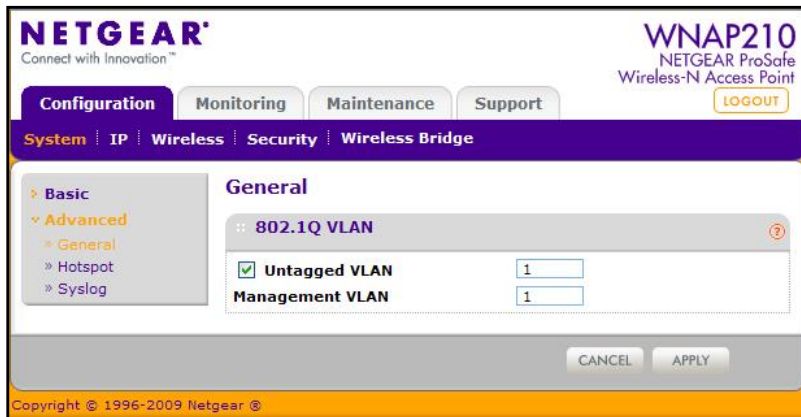 NETGEAR®
Connect with Innovation™
WNAP210
NETGEAR ProSafe
Wireless-N Access Point
LOGOUT
Configuration Monitoring Maintenance Support
System IP Wireless Security Wireless Bridge
Basic
Advanced
» General
» Hotspot
» Syslog
General
802.1Q VLAN ?
Untagged VLAN 1
Management VLAN 1
CANCEL APPLY
Copyright © 1996-2009 Netgear ®